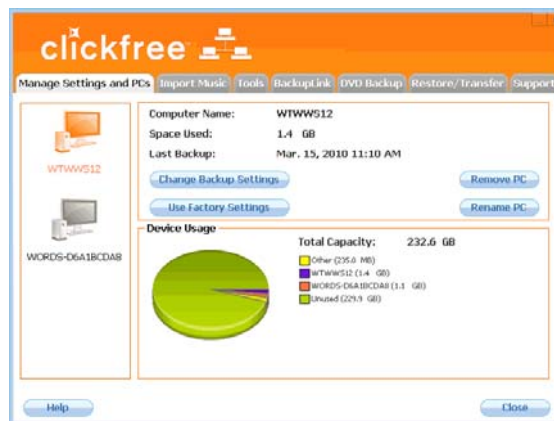 clickfree
Manage Settings and PCs Import Music Tools BackupLink DVD Backup Restore/Transfer Support
WTWWS12
WORDS-D6A1BCDA8
Computer Name: WTWWS12
Space Used: 1.4 GB
Last Backup: Mar. 15, 2010 11:10 AM
Change Backup Settings Remove PC
Use Factory Settings Rename PC
Device Usage
Total Capacity: 232.6 GB
Other (235.0 MB)
WTWWS12 (1.4 GB)
WORDS-D6A1BCDA8 (1.1 GB)
Unused (229.9 GB)
Help Close